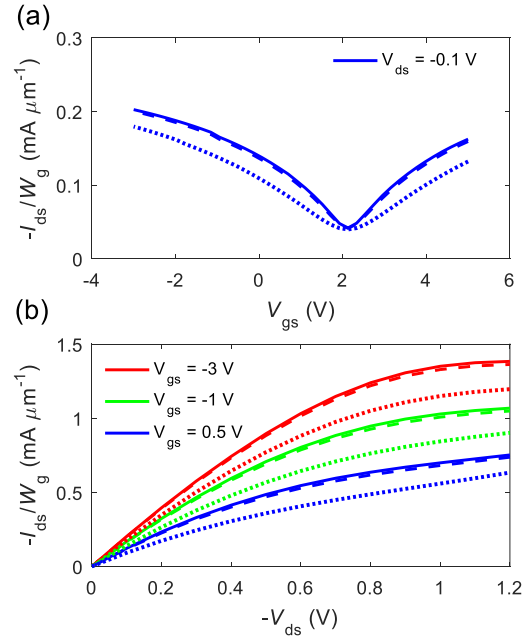 (a)
0.3
0.2
0.1
0
-I_ds/W_g (mA μm⁻¹)
V_ds = -0.1 V
-4 -2 0 2 4 6
V_gs (V)
(b)
1.5
1
0.5
0
-I_ds/W_g (mA μm⁻¹)
V_gs = -3 V
V_gs = -1 V
V_gs = 0.5 V
0 0.2 0.4 0.6 0.8 1 1.2
-V_ds (V)